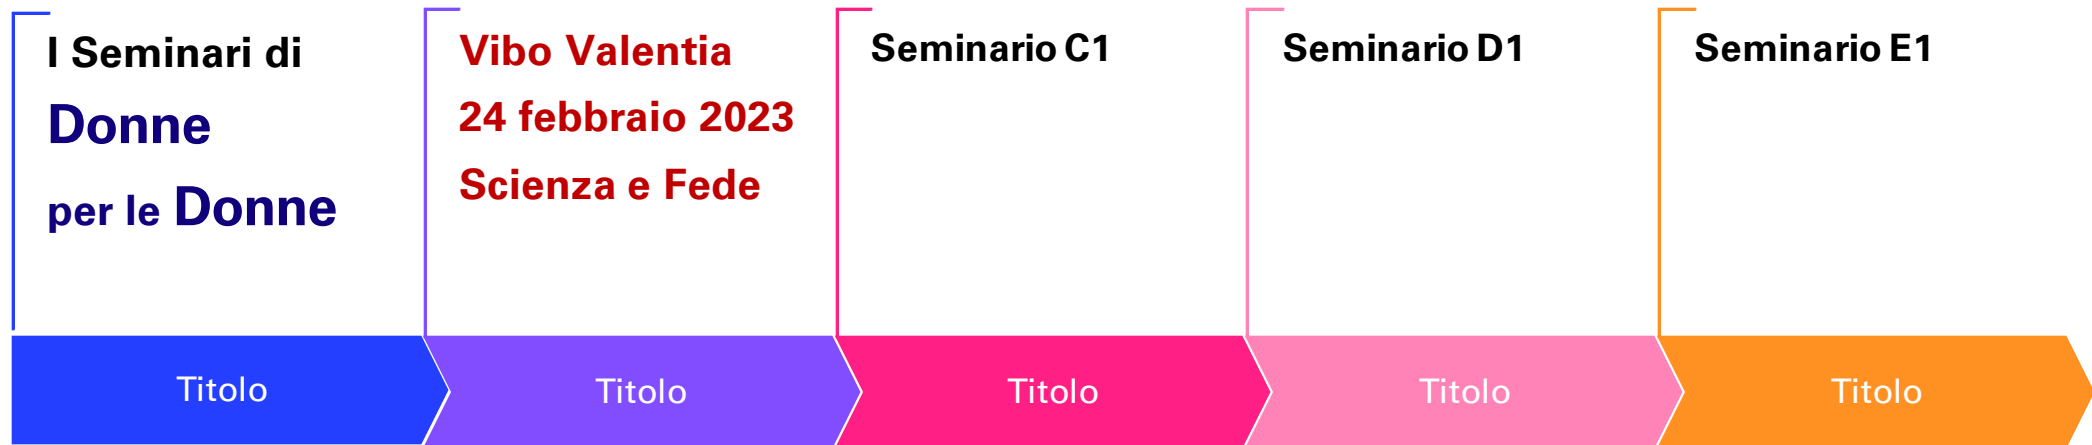 I Seminari di
Donne
per le Donne
Vibo Valentia
24 febbraio 2023
Scienza e Fede
Seminario C1
Seminario D1
Seminario E1
Titolo
Titolo
Titolo
Titolo
Titolo